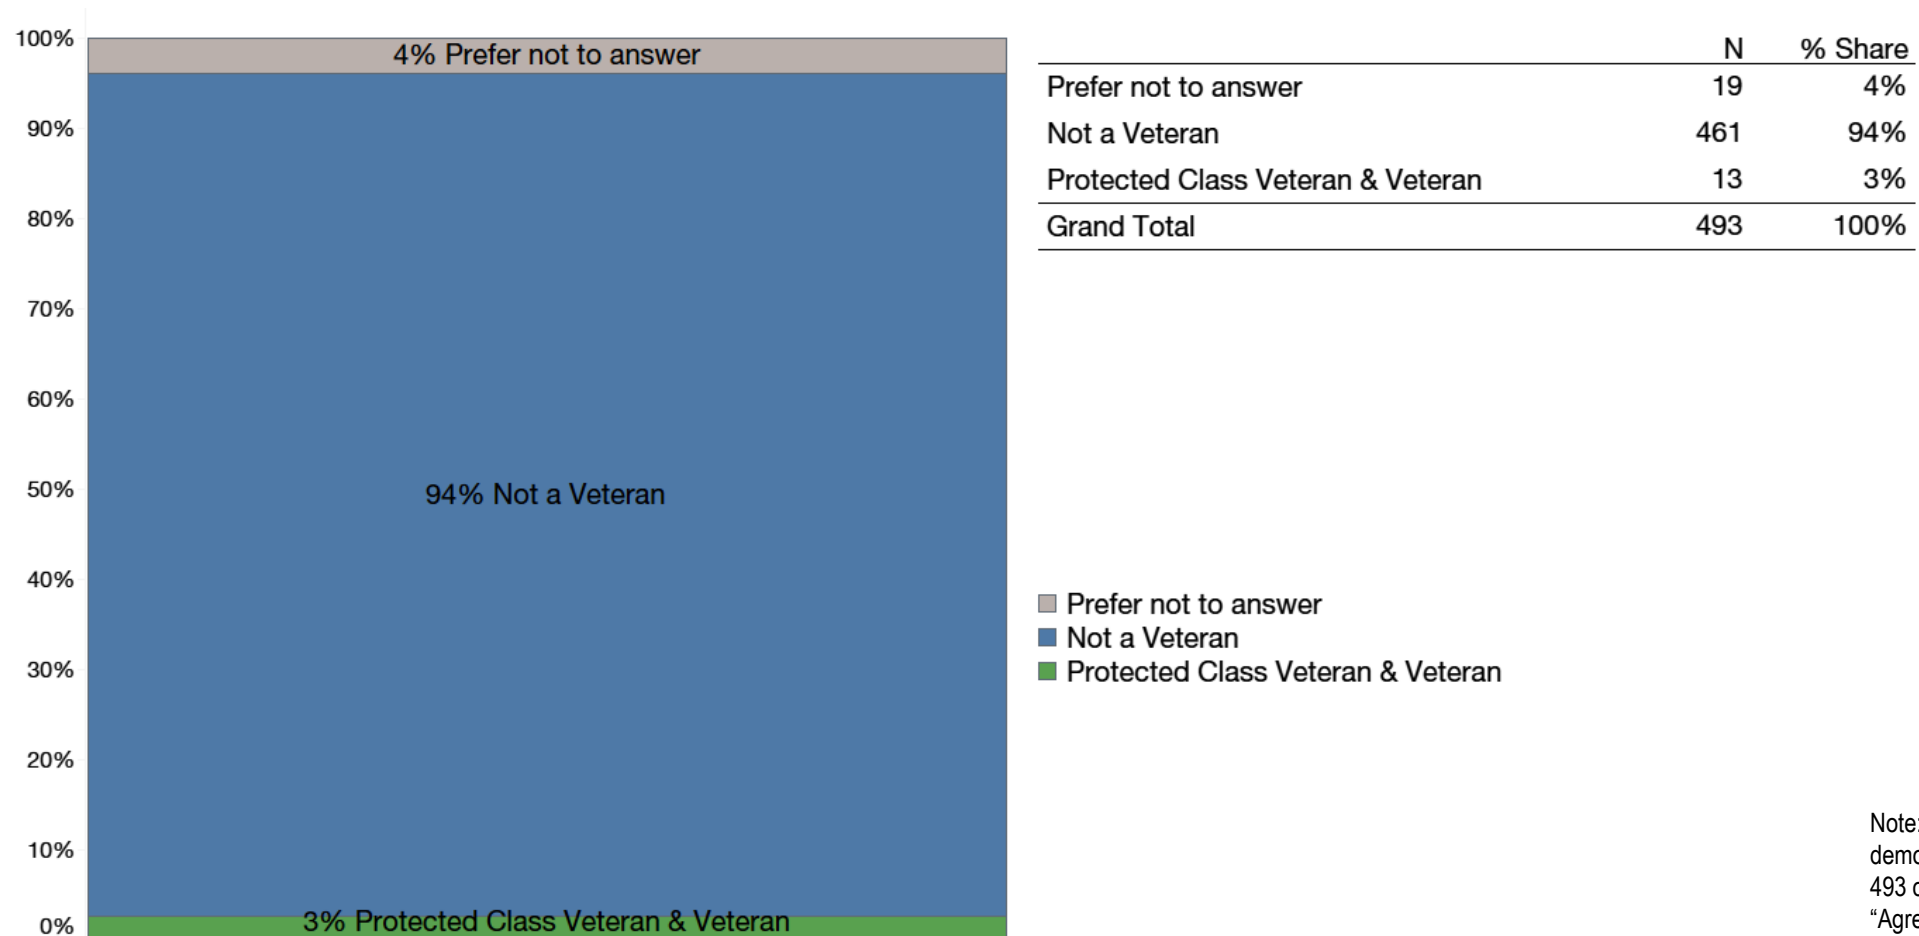 100%
90%
80%
70%
60%
50%
40%
30%
20%
10%
0%
4% Prefer not to answer
94% Not a Veteran
3% Protected Class Veteran & Veteran
N % Share
Prefer not to answer 19 4%
Not a Veteran 461 94%
Protected Class Veteran & Veteran 13 3%
Grand Total 493 100%
Prefer not to answer
Not a Veteran
Protected Class Veteran & Veteran
Note:
493